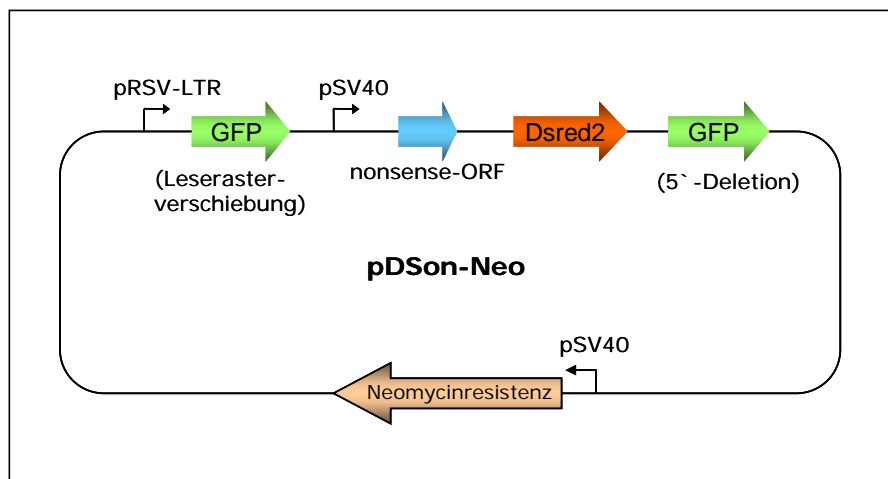 pRSV-LTR
pSV40
GFP
Dsred2
GFP
(Leseraster-
verschiebung)
nonsense-ORF
(5`-Deletion)
pDSon-Neo
pSV40
Neomycinresistenz